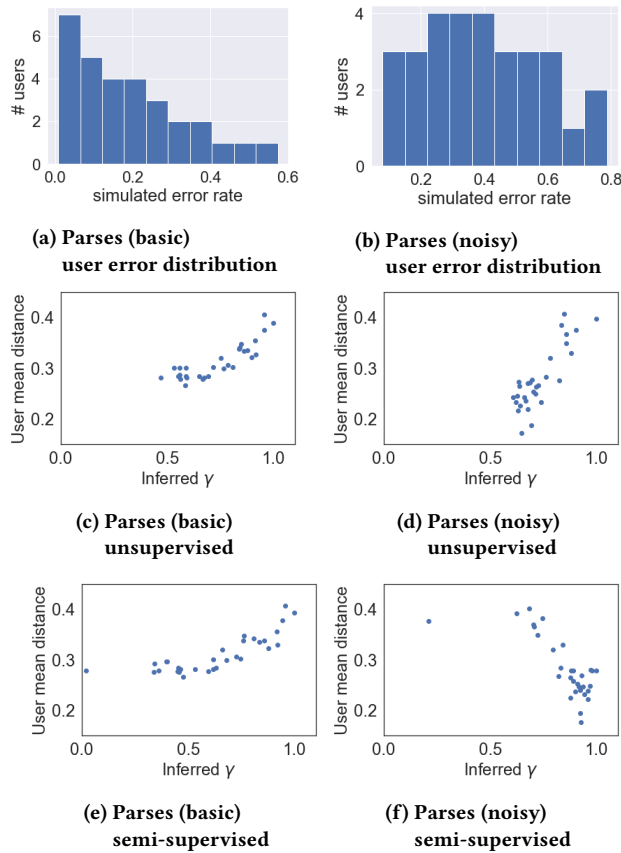 6
4
2
0
# users
0.0 0.2 0.4 0.6
simulated error rate
(a) Parses (basic)
user error distribution
4
2
0
# users
0.2 0.4 0.6 0.8
simulated error rate
(b) Parses (noisy)
user error distribution
0.4
0.3
0.2
User mean distance
0.0 0.5 1.0
Inferred γ
(c) Parses (basic)
unsupervised
0.4
0.3
0.2
User mean distance
0.0 0.5 1.0
Inferred γ
(d) Parses (noisy)
unsupervised
0.4
0.3
0.2
User mean distance
0.0 0.5 1.0
Inferred γ
(e) Parses (basic)
semi-supervised
0.4
0.3
0.2
User mean distance
0.0 0.5 1.0
Inferred γ
(f) Parses (noisy)
semi-supervised